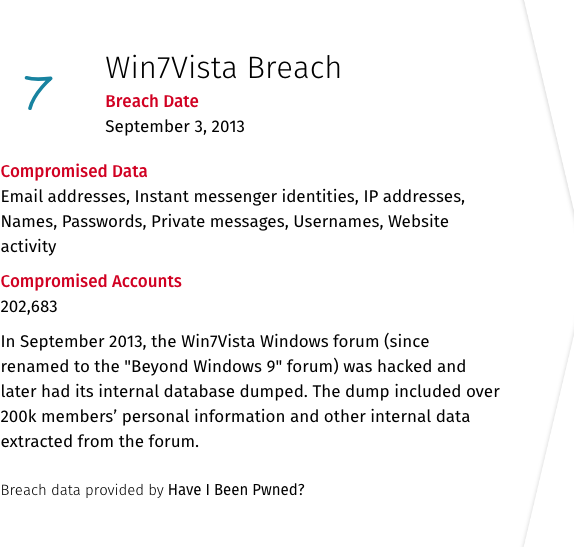 7
Win7Vista Breach
Breach Date
September 3, 2013
Compromised Data
Email addresses, Instant messenger identities, IP addresses,
Names, Passwords, Private messages, Usernames, Website
activity
Compromised Accounts
202,683
In September 2013, the Win7Vista Windows forum (since
renamed to the "Beyond Windows 9" forum) was hacked and
later had its internal database dumped. The dump included over
200k members’ personal information and other internal data
extracted from the forum.
Breach data provided by Have I Been Pwned?